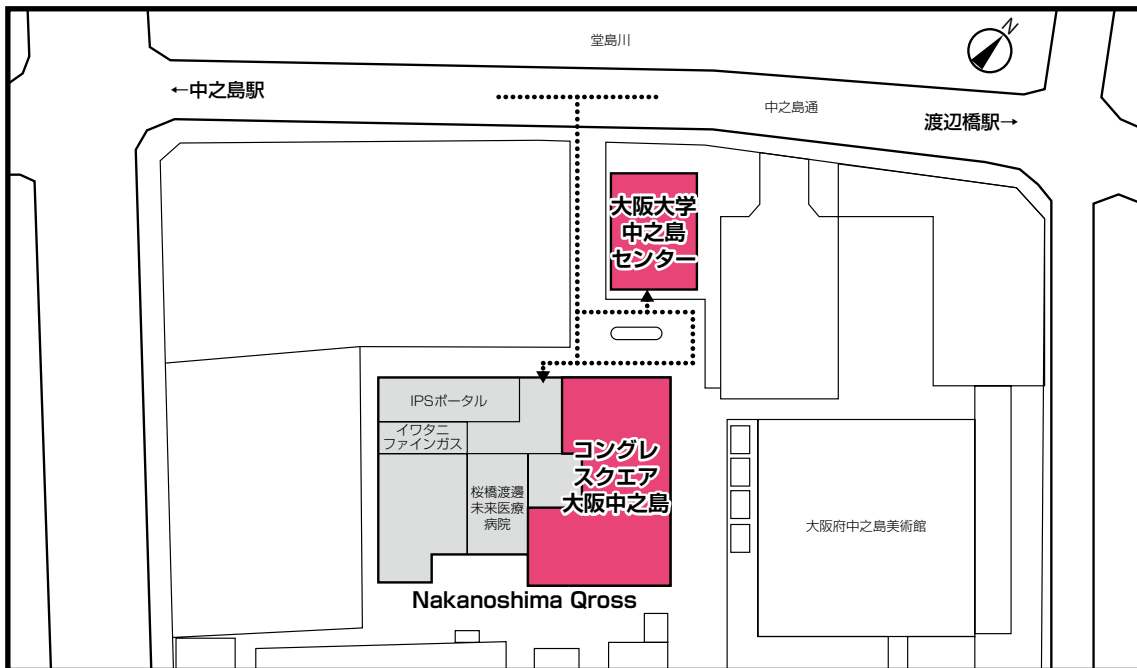 堂島川
N
←中之島駅
中之島通
渡辺橋駅→
大阪大学
中之島
センター
IPSポータル
イワタニ
ファインガス
コングレ
スクエア
大阪中之島
桜橋渡邊
未来医療
病院
大阪府中之島美術館
Nakanoshima Qross